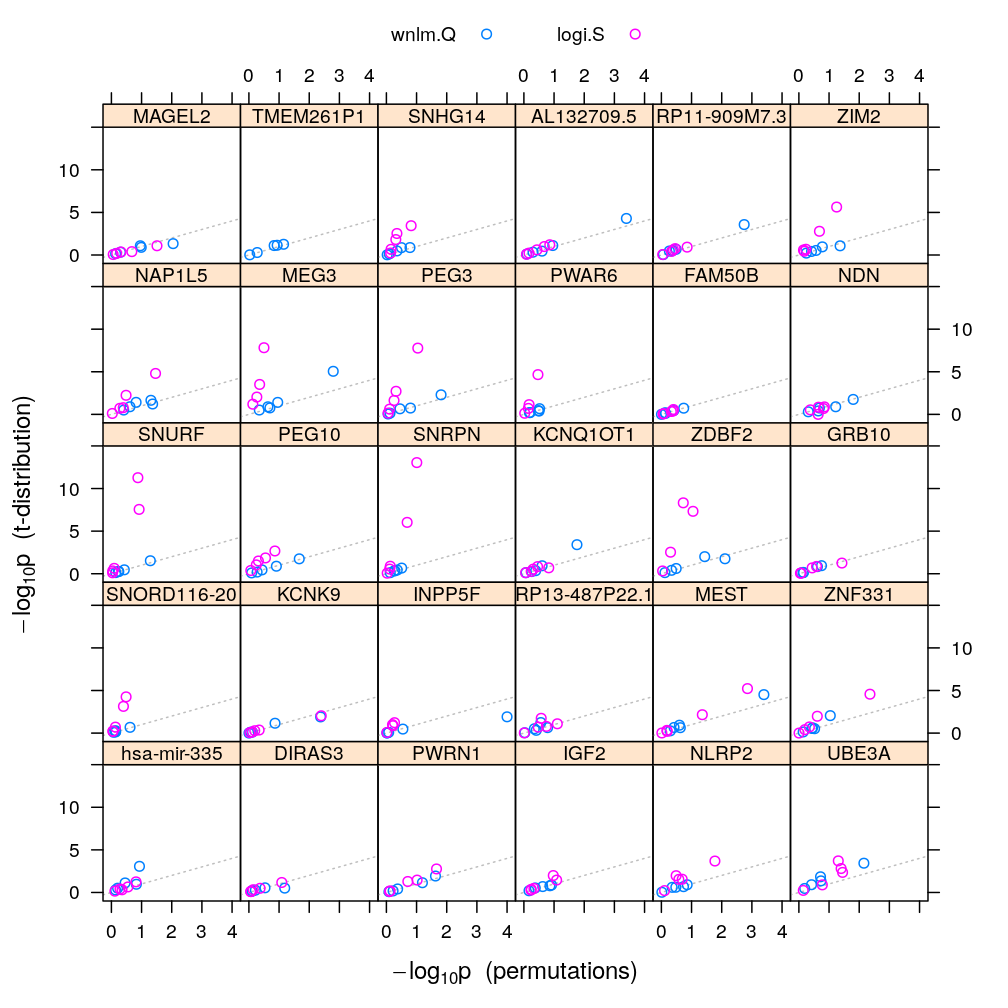 wnlm.Q logi.S
0 1 2 3 4 0 1 2 3 4 0 1 2 3 4
MAGEL2 TMEM261P1 SNHG14 AL132709.5 RP11-909M7.3 ZIM2
10
5
0
NAP1L5 MEG3 PEG3 PWAR6 FAM50B NDN
10
5
0
SNURF PEG10 SNRPN KCNQ1OT1 ZDBF2 GRB10
10
5
0
SNORD116-20 KCNK9 INPP5F RP13-487P22.1 MEST ZNF331
10
5
0
hsa-mir-335 DIRAS3 PWRN1 IGF2 NLRP2 UBE3A
10
5
0
0 1 2 3 4 0 1 2 3 4 0 1 2 3 4
−log₁₀p (permutations)
−log₁₀p (t-distribution)